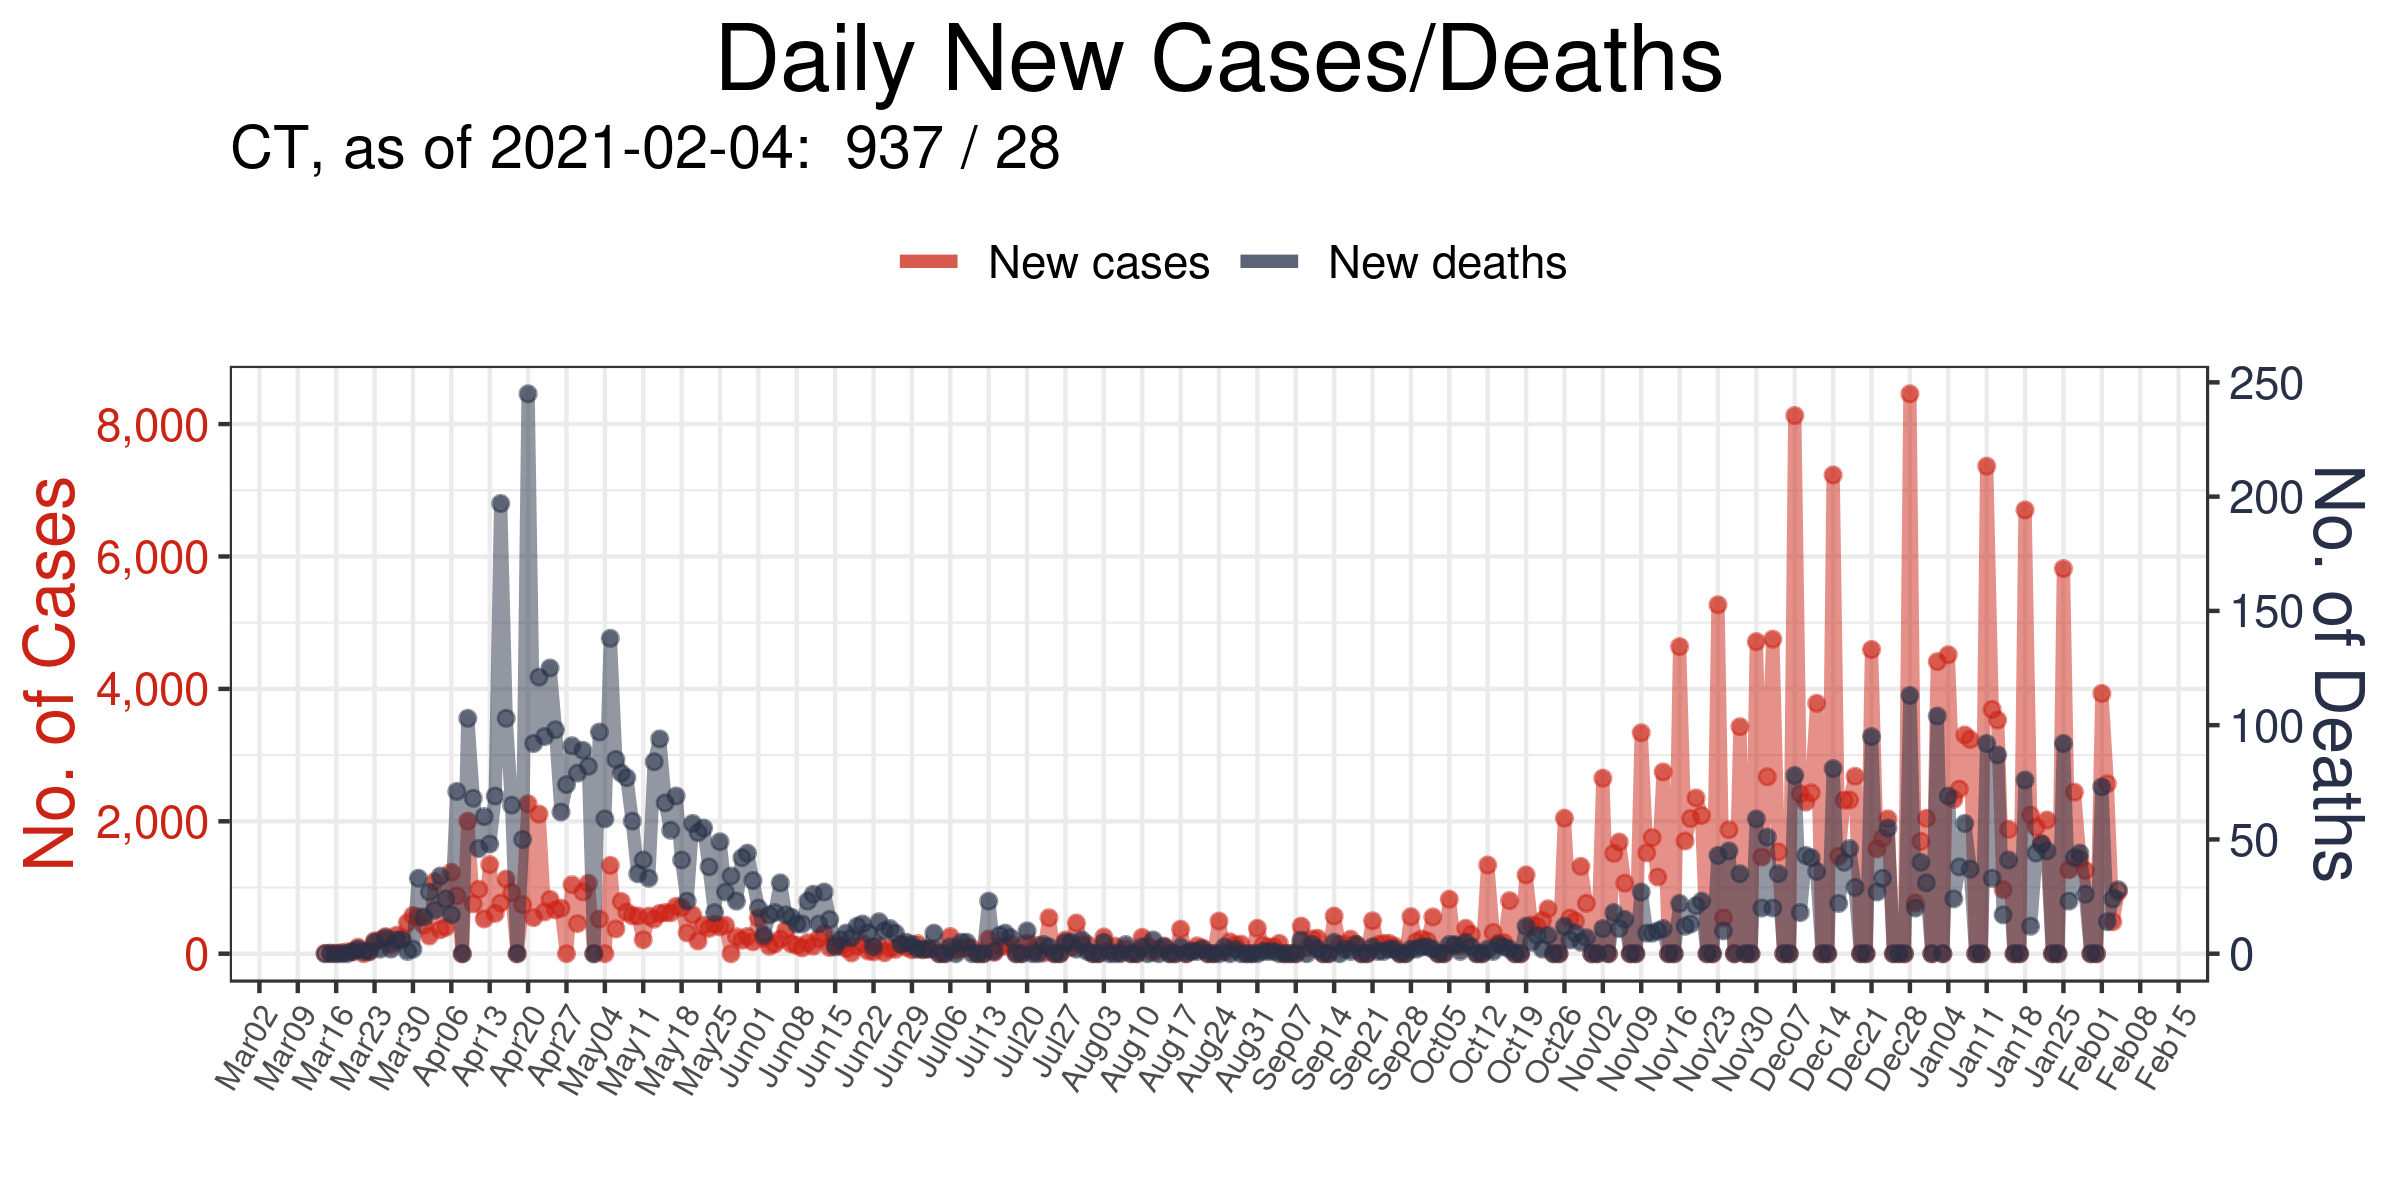 Daily New Cases/Deaths
CT, as of 2021-02-04: 937 / 28
New cases New deaths
No. of Cases
8,000
6,000
4,000
2,000
0
250
200
150
100
50
0
No. of Deaths
Mar02 Mar09 Mar16 Mar23 Mar30 Apr06 Apr13 Apr20 Apr27 May04 May11 May18 May25 Jun01 Jun08 Jun15 Jun22 Jun29 Jul06 Jul13 Jul20 Jul27 Aug03 Aug10 Aug17 Aug24 Aug31 Sep07 Sep14 Sep21 Sep28 Oct05 Oct12 Oct19 Oct26 Nov02 Nov09 Nov16 Nov23 Nov30 Dec07 Dec14 Dec21 Dec28 Jan04 Jan11 Jan18 Jan25 Feb01 Feb08 Feb15